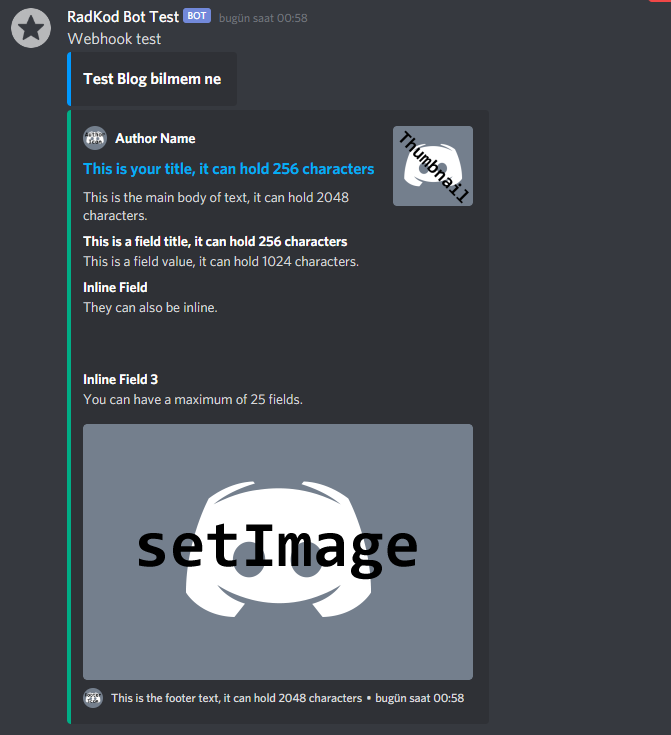 RadKod Bot Test BOT bugün saat 00:58
Webhook test
Test Blog bilmem ne
Author Name
Thumbnail
This is your title, it can hold 256 characters
This is the main body of text, it can hold 2048
characters.
This is a field title, it can hold 256 characters
This is a field value, it can hold 1024 characters.
Inline Field
They can also be inline.
Inline Field 3
You can have a maximum of 25 fields.
setImage
This is the footer text, it can hold 2048 characters • bugün saat 00:58